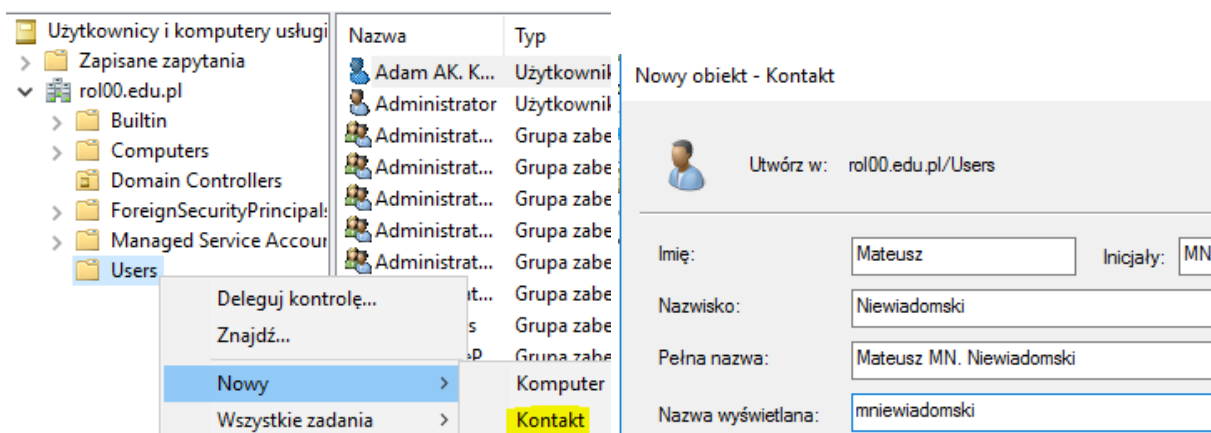 Użytkownicy i komputery usługi
Zapisane zapytania
rol00.edu.pl
Builtin
Computers
Domain Controllers
ForeignSecurityPrincipals
Managed Service Accour
Users
Nazwa Typ
Adam AK. K... Użytkownik
Administrator Użytkownik
Administrat... Grupa zabe
Administrat... Grupa zabe
Administrat... Grupa zabe
Administrat... Grupa zabe
Administrat... Grupa zabe
t... Grupa zabe
s Grupa zabe
Grupa zabe
Deleguj kontrolę...
Znajdź...
Nowy
Wszystkie zadania
Komputer
Kontakt
Nowy obiekt - Kontakt
Utwórz w: rol00.edu.pl/Users
Imię: Mateusz Inicjały: MN
Nazwisko: Niewiadomski
Pełna nazwa: Mateusz MN. Niewiadomski
Nazwa wyświetlana: mniewiadomski